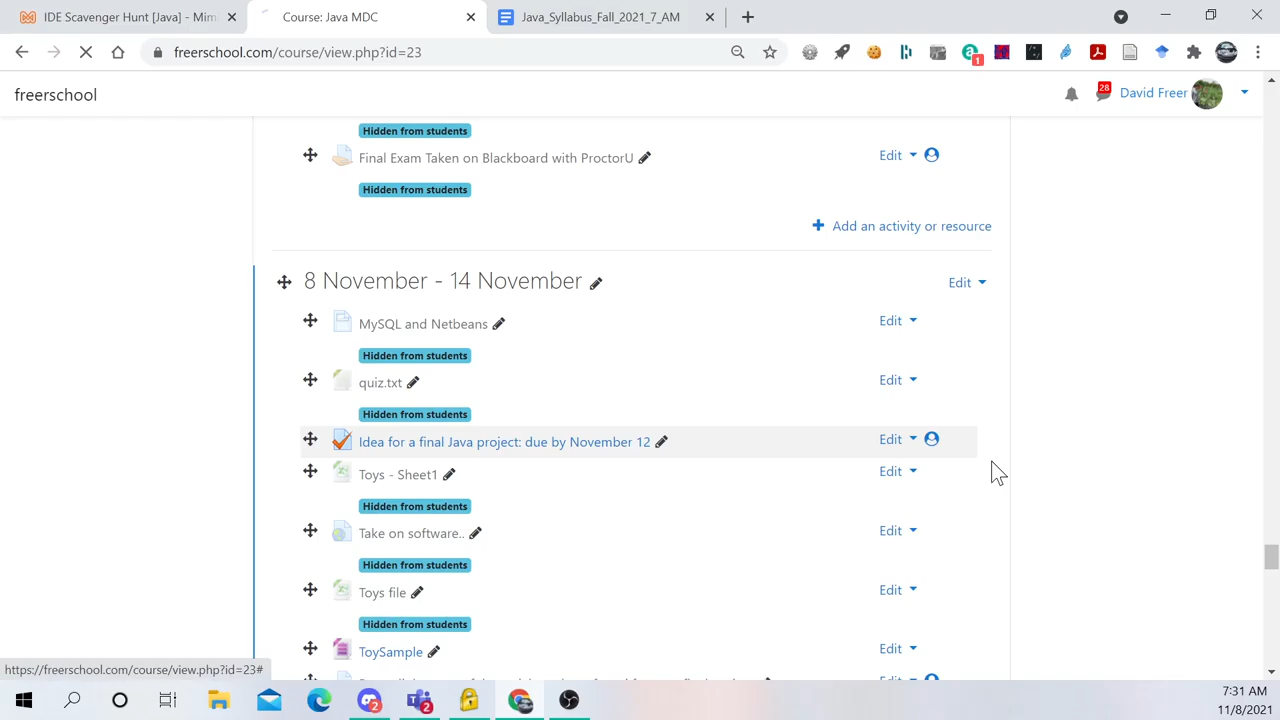 IDE Scavenger Hunt [Java] - Mim
Course: Java MDC
Java_Syllabus_Fall_2021_7_AM
freerschool.com/course/view.php?id=23
1
freerschool
28
David Freer
Hidden from students
Final Exam Taken on Blackboard with ProctorU
Edit
Hidden from students
Add an activity or resource
8 November - 14 November
Edit
MySQL and Netbeans
Edit
Hidden from students
quiz.txt
Edit
Hidden from students
Idea for a final Java project: due by November 12
Edit
Toys - Sheet1
Edit
Hidden from students
Take on software..
Edit
Hidden from students
Toys file
Edit
Hidden from students
ToySample
Edit
https://freerschool.com/course/view.php?id=23#
2
2
7:31 AM
11/8/2021